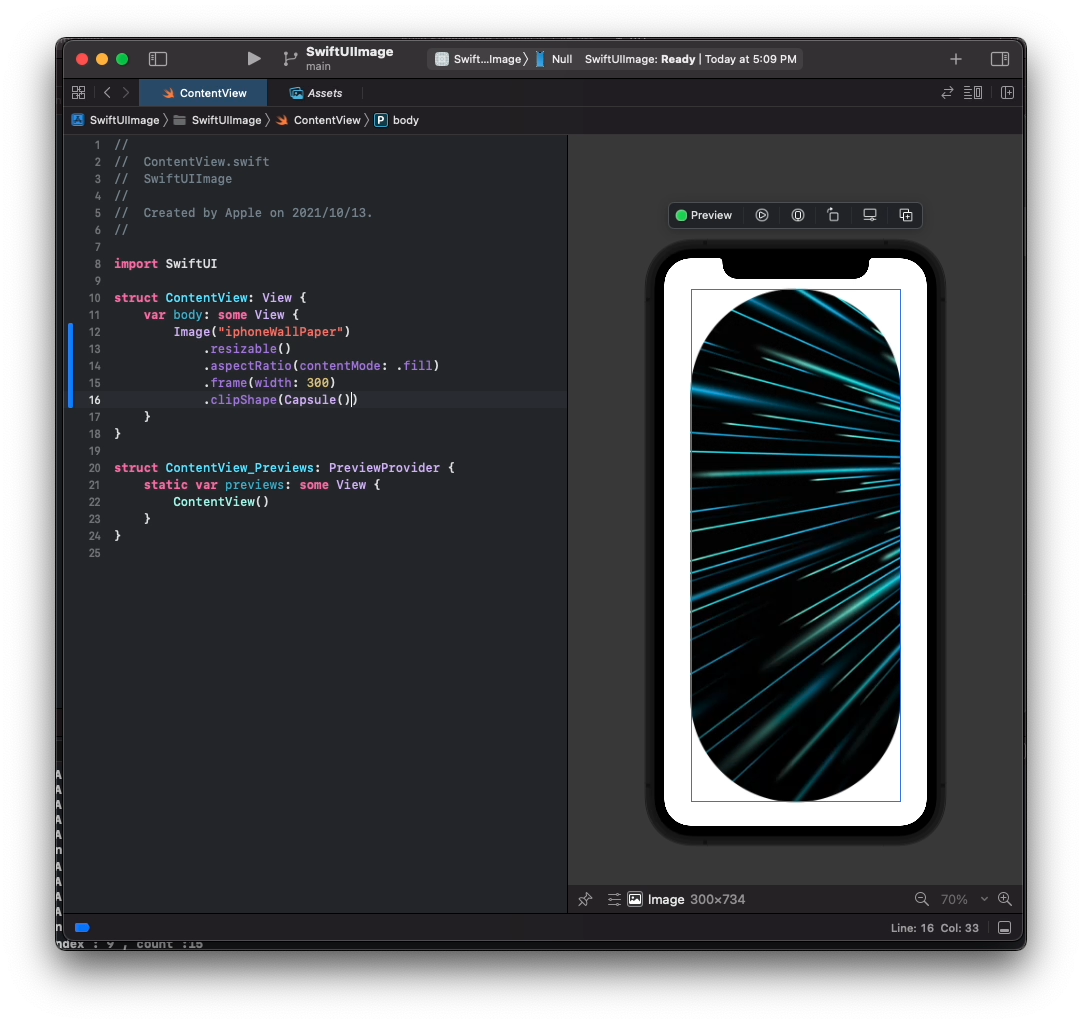 SwiftUIImage
main
Swift...Image 〉 Null SwiftUIImage: Ready | Today at 5:09 PM
ContentView
Assets
SwiftUIImage 〉 SwiftUIImage 〉 ContentView 〉 P body
1 //
2 //  ContentView.swift
3 //  SwiftUIImage
4 //
5 //  Created by Apple on 2021/10/13.
6 //
7
8 import SwiftUI
9
10 struct ContentView: View {
11     var body: some View {
12         Image("iphoneWallPaper")
13             .resizable()
14             .aspectRatio(contentMode: .fill)
15             .frame(width: 300)
16             .clipShape(Capsule())
17     }
18 }
19
20 struct ContentView_Previews: PreviewProvider {
21     static var previews: some View {
22         ContentView()
23     }
24 }
25
Preview
Image 300×734
70%
Line: 16 Col: 33
A
A
A
A
A
n
A
A
A
A
n
ndex : 9 , count :15